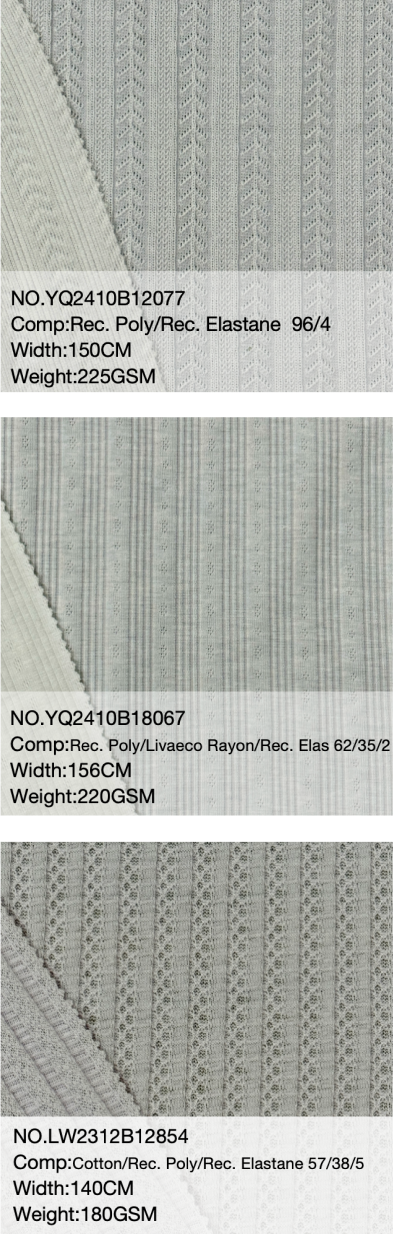 NO.YQ2410B12077
Comp:Rec. Poly/Rec. Elastane 96/4
Width:150CM
Weight:225GSM
NO.YQ2410B18067
Comp:Rec. Poly/Livaeco Rayon/Rec. Elas 62/35/2
Width:156CM
Weight:220GSM
NO.LW2312B12854
Comp:Cotton/Rec. Poly/Rec. Elastane 57/38/5
Width:140CM
Weight:180GSM